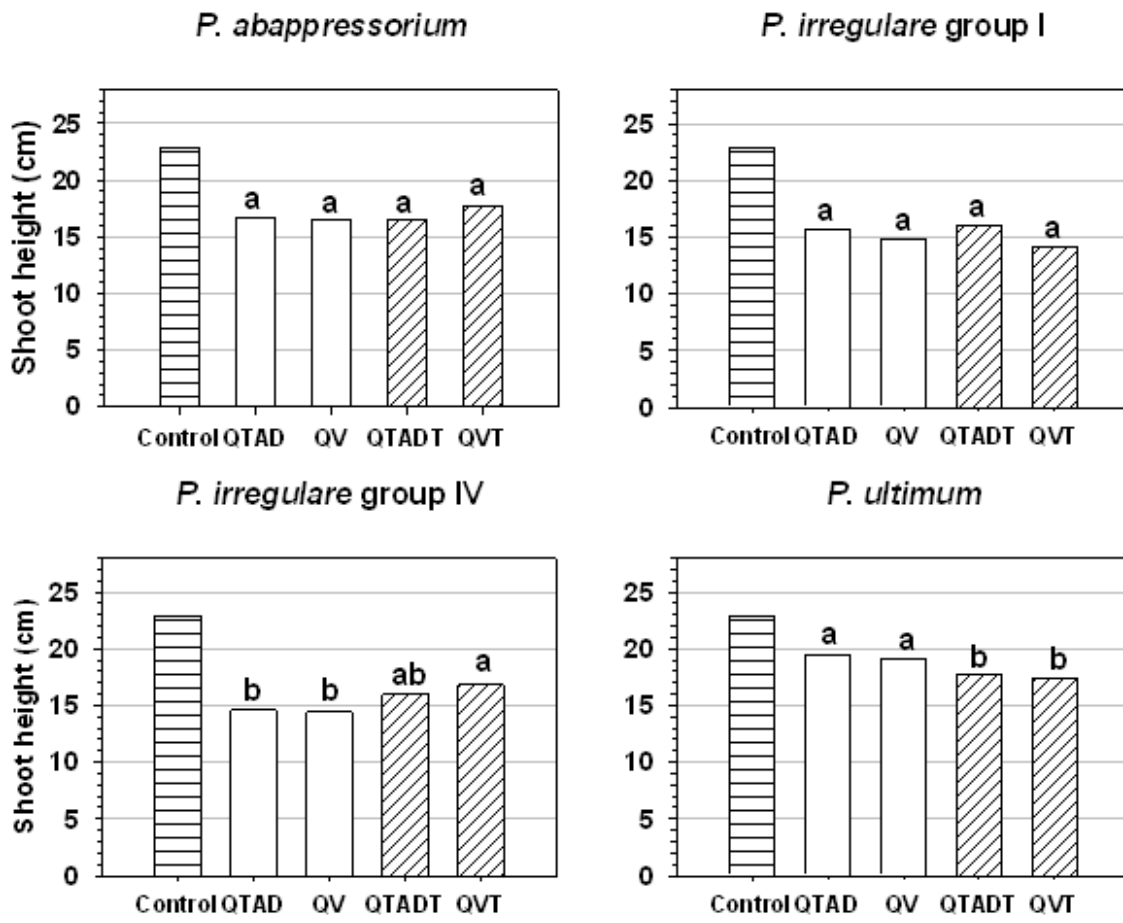 P. abappressorium
P. irregulare group I
Shoot height (cm)
25
20
15
10
5
0
a
a
a
a
Control QTAD QV QTADT QVT
25
20
15
10
5
0
a
a
a
a
Control QTAD QV QTADT QVT
P. irregulare group IV
P. ultimum
Shoot height (cm)
25
20
15
10
5
0
b
b
ab
a
Control QTAD QV QTADT QVT
25
20
15
10
5
0
a
a
b
b
Control QTAD QV QTADT QVT